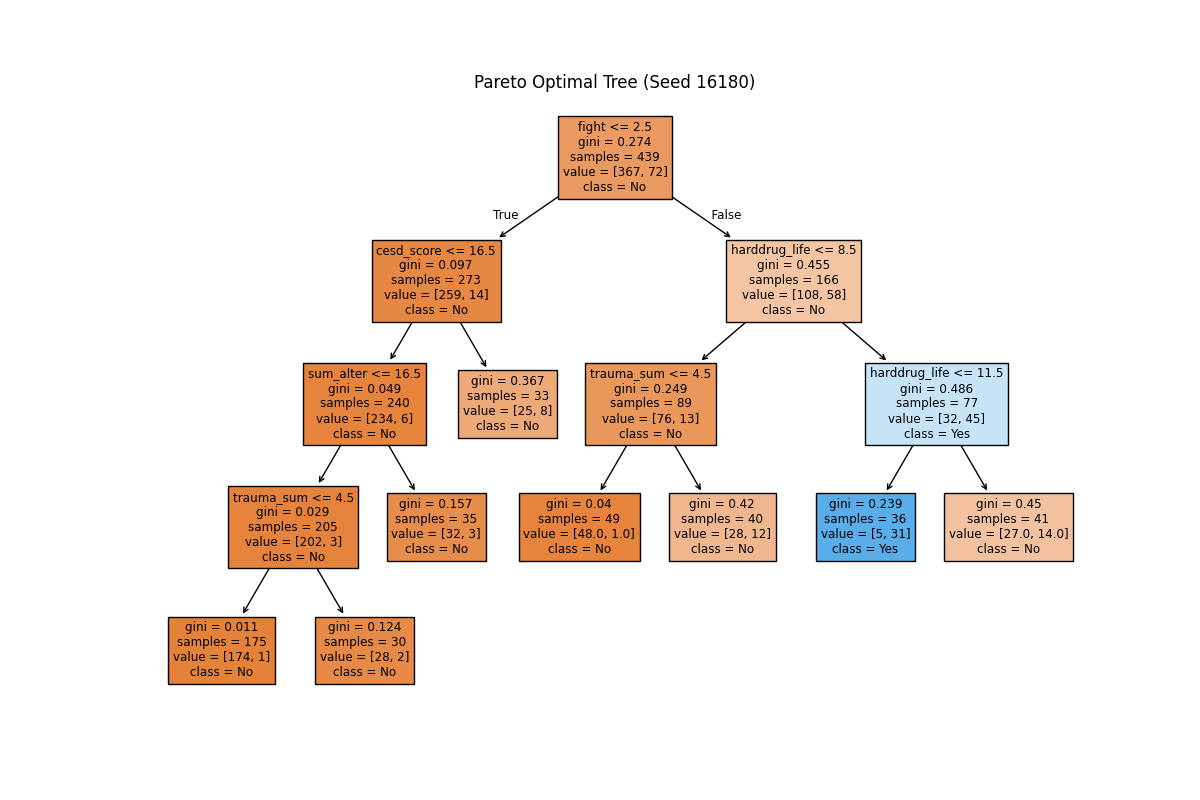 Pareto Optimal Tree (Seed 16180)
fight <= 2.5
gini = 0.274
samples = 439
value = [367, 72]
class = No
True
False
cesd_score <= 16.5
gini = 0.097
samples = 273
value = [259, 14]
class = No
harddrug_life <= 8.5
gini = 0.455
samples = 166
value = [108, 58]
class = No
sum_alter <= 16.5
gini = 0.049
samples = 240
value = [234, 6]
class = No
gini = 0.367
samples = 33
value = [25, 8]
class = No
trauma_sum <= 4.5
gini = 0.249
samples = 89
value = [76, 13]
class = No
harddrug_life <= 11.5
gini = 0.486
samples = 77
value = [32, 45]
class = Yes
trauma_sum <= 4.5
gini = 0.029
samples = 205
value = [202, 3]
class = No
gini = 0.157
samples = 35
value = [32, 3]
class = No
gini = 0.04
samples = 49
value = [48.0, 1.0]
class = No
gini = 0.42
samples = 40
value = [28, 12]
class = No
gini = 0.239
samples = 36
value = [5, 31]
class = Yes
gini = 0.45
samples = 41
value = [27.0, 14.0]
class = No
gini = 0.011
samples = 175
value = [174, 1]
class = No
gini = 0.124
samples = 30
value = [28, 2]
class = No